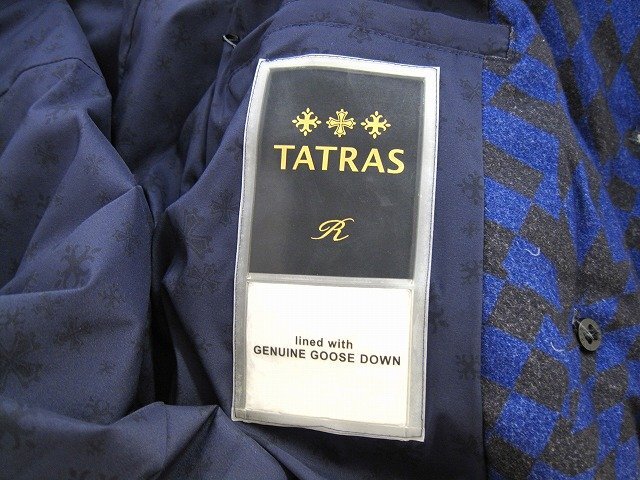 TATRAS
R
lined with
GENUINE GOOSE DOWN